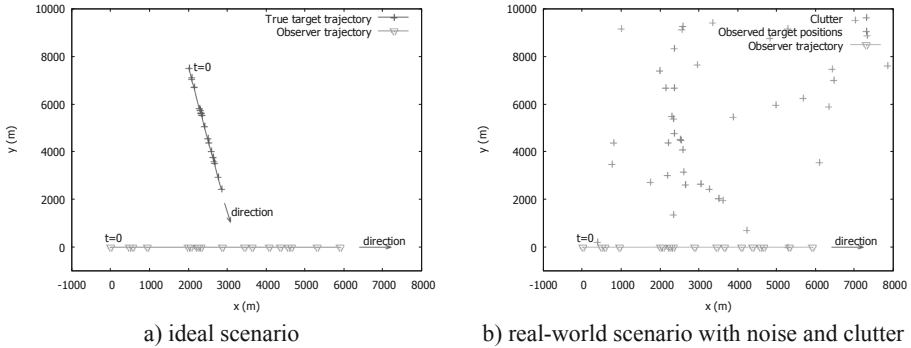 10000
8000
6000
4000
2000
0
-1000
y (m)
-1000 0 1000 2000 3000 4000 5000 6000 7000 8000
x (m)
True target trajectory
Observer trajectory
t=0
direction
t=0
direction
a) ideal scenario
10000
8000
6000
4000
2000
0
-1000
y (m)
-1000 0 1000 2000 3000 4000 5000 6000 7000 8000
x (m)
Clutter
Observed target positions
Observer trajectory
t=0
direction
b) real-world scenario with noise and clutter